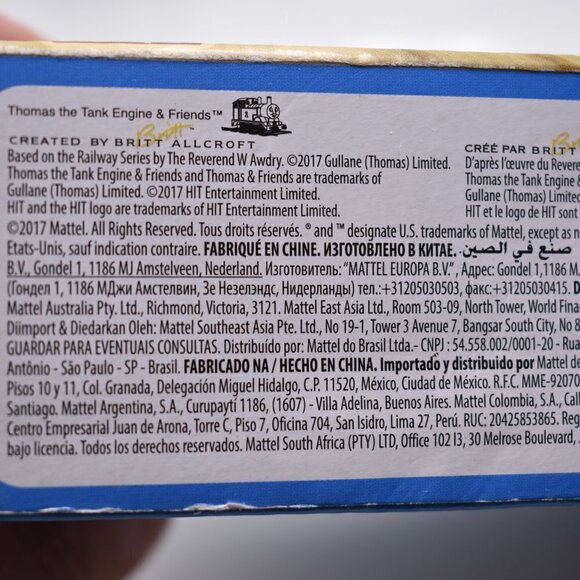 Thomas the Tank Engine & Friends™
CREATED BY BRITT ALLCROFT
Britt
Based on the Railway Series by The Reverend W Awdry. ©2017 Gullane (Thomas) Limited.
Thomas the Tank Engine & Friends and Thomas & Friends are trademarks of
Gullane (Thomas) Limited. ©2017 HIT Entertainment Limited.
HIT and the HIT logo are trademarks of HIT Entertainment Limited.
CRÉÉ PAR BRITT
D'après l'œuvre du Revere
Thomas the Tank Engine &
Gullane (Thomas) Limited
HIT et le logo de HIT sont
©2017 Mattel. All Rights Reserved. Tous droits réservés. ® and ™ designate U.S. trademarks of Mattel, except as n
Etats-Unis, sauf indication contraire. FABRIQUÉ EN CHINE. ИЗГОТОВЛЕНО В КИТАЕ. صنع في الصين.
B.V., Gondel 1, 1186 MJ Amstelveen, Nederland. Изготовитель: "MATTEL EUROPA B.V.", Адрес: Gondel 1,1186 M
(Гондел 1, 1186 МДжи Амстелвин, Зе Незелэндс, Нидерланды) тел.:+31205030503, факс:+31205030415. D
Mattel Australia Pty. Ltd., Richmond, Victoria, 3121. Mattel East Asia Ltd., Room 503-09, North Tower, World Finan
Diimport & Diedarkan Oleh: Mattel Southeast Asia Pte. Ltd., No 19-1, Tower 3 Avenue 7, Bangsar South City, No 8
GUARDAR PARA EVENTUAIS CONSULTAS. Distribuído por: Mattel do Brasil Ltda.- CNPJ : 54.558.002/0001-20 - Rua
Antônio - São Paulo - SP - Brasil. FABRICADO NA / HECHO EN CHINA. Importado y distribuido por Mattel de
Pisos 10 y 11, Col. Granada, Delegación Miguel Hidalgo, C.P. 11520, México, Ciudad de México. R.F.C. MME-92070
Santiago. Mattel Argentina, S.A., Curupaytí 1186, (1607) - Villa Adelina, Buenos Aires. Mattel Colombia, S.A., Call
Centro Empresarial Juan de Arona, Torre C, Piso 7, Oficina 704, San Isidro, Lima 27, Perú. RUC: 20425853865. R
bajo licencia. Todos los derechos reservados. Mattel South Africa (PTY) LTD, Office 102 I3, 30 Melrose Boulevard, J